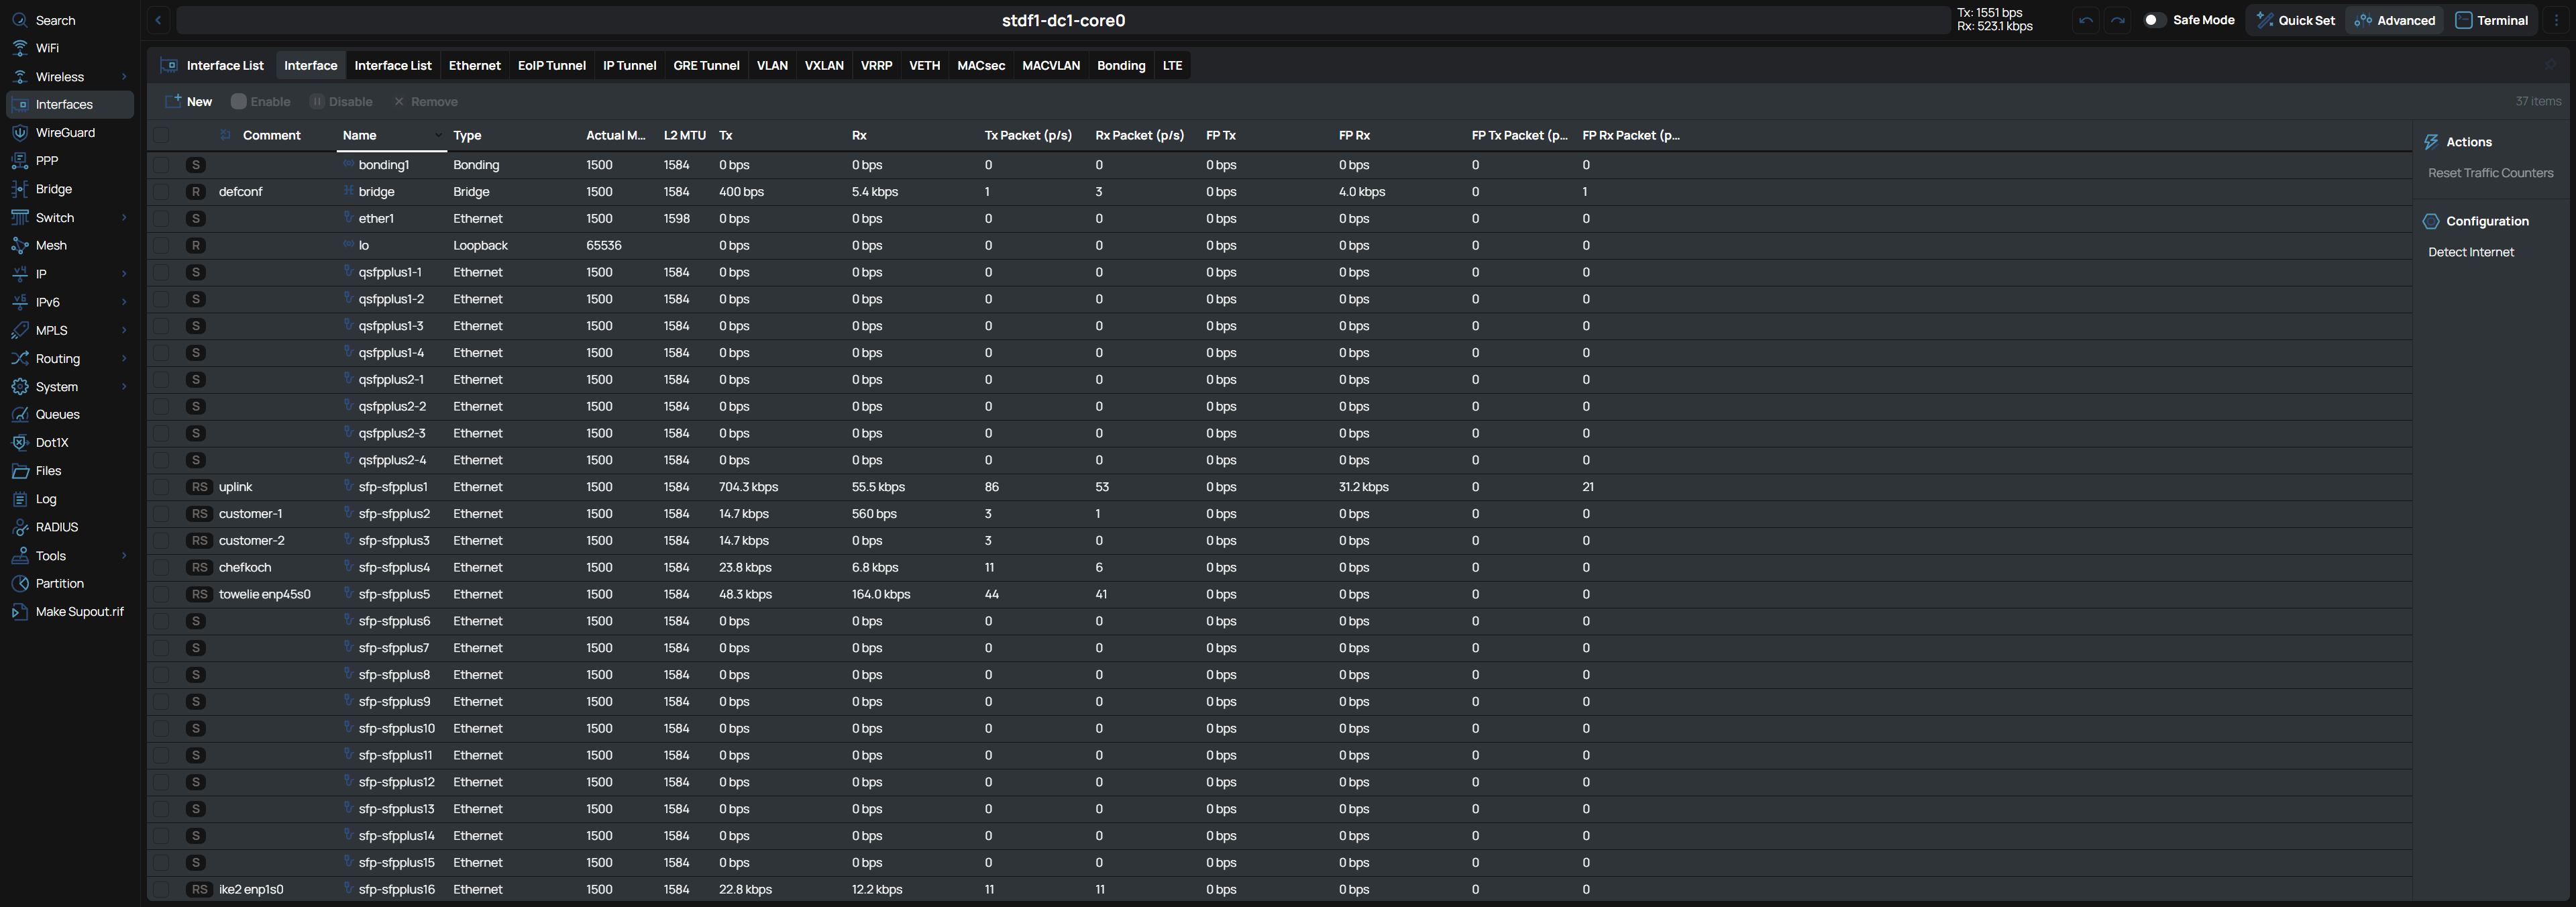 stdf1-dc1-core0
Tx: 1551 bps
Rx: 523.1 kbps
Safe Mode
Quick Set
Advanced
Terminal
Search
WiFi
Wireless
Interfaces
WireGuard
PPP
Bridge
Switch
Mesh
IP
IPv6
MPLS
Routing
System
Queues
Dot1X
Files
Log
RADIUS
Tools
Partition
Make Supout.rif
Interface List Interface Interface List Ethernet EoIP Tunnel IP Tunnel GRE Tunnel VLAN VXLAN VRRP VETH MACsec MACVLAN Bonding LTE
New Enable Disable Remove 37 items
Comment Name Type Actual M... L2 MTU Tx Rx Tx Packet (p/s) Rx Packet (p/s) FP Tx FP Rx FP Tx Packet (p... FP Rx Packet (p...
S bonding1 Bonding 1500 1584 0 bps 0 bps 0 0 0 bps 0 bps 0 0
R defconf bridge Bridge 1500 1584 400 bps 5.4 kbps 1 3 0 bps 4.0 kbps 0 1
S ether1 Ethernet 1500 1598 0 bps 0 bps 0 0 0 bps 0 bps 0 0
R lo Loopback 65536 0 bps 0 bps 0 0 0 bps 0 bps 0 0
S qsfpplus1-1 Ethernet 1500 1584 0 bps 0 bps 0 0 0 bps 0 bps 0 0
S qsfpplus1-2 Ethernet 1500 1584 0 bps 0 bps 0 0 0 bps 0 bps 0 0
S qsfpplus1-3 Ethernet 1500 1584 0 bps 0 bps 0 0 0 bps 0 bps 0 0
S qsfpplus1-4 Ethernet 1500 1584 0 bps 0 bps 0 0 0 bps 0 bps 0 0
S qsfpplus2-1 Ethernet 1500 1584 0 bps 0 bps 0 0 0 bps 0 bps 0 0
S qsfpplus2-2 Ethernet 1500 1584 0 bps 0 bps 0 0 0 bps 0 bps 0 0
S qsfpplus2-3 Ethernet 1500 1584 0 bps 0 bps 0 0 0 bps 0 bps 0 0
S qsfpplus2-4 Ethernet 1500 1584 0 bps 0 bps 0 0 0 bps 0 bps 0 0
RS uplink sfp-sfpplus1 Ethernet 1500 1584 704.3 kbps 55.5 kbps 86 53 0 bps 31.2 kbps 0 21
RS customer-1 sfp-sfpplus2 Ethernet 1500 1584 14.7 kbps 560 bps 3 1 0 bps 0 bps 0 0
RS customer-2 sfp-sfpplus3 Ethernet 1500 1584 14.7 kbps 0 bps 3 0 0 bps 0 bps 0 0
RS chefkoch sfp-sfpplus4 Ethernet 1500 1584 23.8 kbps 6.8 kbps 11 6 0 bps 0 bps 0 0
RS towelie enp45s0 sfp-sfpplus5 Ethernet 1500 1584 48.3 kbps 164.0 kbps 44 41 0 bps 0 bps 0 0
S sfp-sfpplus6 Ethernet 1500 1584 0 bps 0 bps 0 0 0 bps 0 bps 0 0
S sfp-sfpplus7 Ethernet 1500 1584 0 bps 0 bps 0 0 0 bps 0 bps 0 0
S sfp-sfpplus8 Ethernet 1500 1584 0 bps 0 bps 0 0 0 bps 0 bps 0 0
S sfp-sfpplus9 Ethernet 1500 1584 0 bps 0 bps 0 0 0 bps 0 bps 0 0
S sfp-sfpplus10 Ethernet 1500 1584 0 bps 0 bps 0 0 0 bps 0 bps 0 0
S sfp-sfpplus11 Ethernet 1500 1584 0 bps 0 bps 0 0 0 bps 0 bps 0 0
S sfp-sfpplus12 Ethernet 1500 1584 0 bps 0 bps 0 0 0 bps 0 bps 0 0
S sfp-sfpplus13 Ethernet 1500 1584 0 bps 0 bps 0 0 0 bps 0 bps 0 0
S sfp-sfpplus14 Ethernet 1500 1584 0 bps 0 bps 0 0 0 bps 0 bps 0 0
S sfp-sfpplus15 Ethernet 1500 1584 0 bps 0 bps 0 0 0 bps 0 bps 0 0
RS ike2 enp1s0 sfp-sfpplus16 Ethernet 1500 1584 22.8 kbps 12.2 kbps 11 11 0 bps 0 bps 0 0
Actions
Reset Traffic Counters
Configuration
Detect Internet